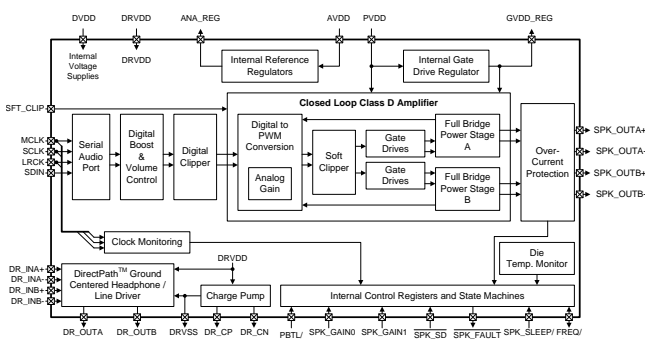 DVDD
DRVDD
ANA_REG
AVDD
PVDD
GVDD_REG
Internal
Voltage
Supplies
DRVDD
Internal Reference
Regulators
Internal Gate
Drive Regulator
SFT_CLIP
MCLK
SCLK
LRCK
SDIN
Serial
Audio
Port
Digital
Boost
&
Volume
Control
Digital
Clipper
Closed Loop Class D Amplifier
Digital to
PWM
Conversion
Analog
Gain
Soft
Clipper
Gate
Drives
Gate
Drives
Full Bridge
Power Stage
A
Full Bridge
Power Stage
B
Over-
Current
Protection
SPK_OUTA+
SPK_OUTA-
SPK_OUTB+
SPK_OUTB-
Clock Monitoring
DRVDD
Die
Temp. Monitor
DR_INA+
DR_INA-
DR_INB+
DR_INB-
DirectPath™ Ground
Centered Headphone /
Line Driver
Charge Pump
Internal Control Registers and State Machines
DR_OUTA
DR_OUTB
DRVSS
DR_CP
DR_CN
PBTL/
SPK_GAIN0
SPK_GAIN1
SPK_SD
SPK_FAULT
SPK_SLEEP/
FREQ/